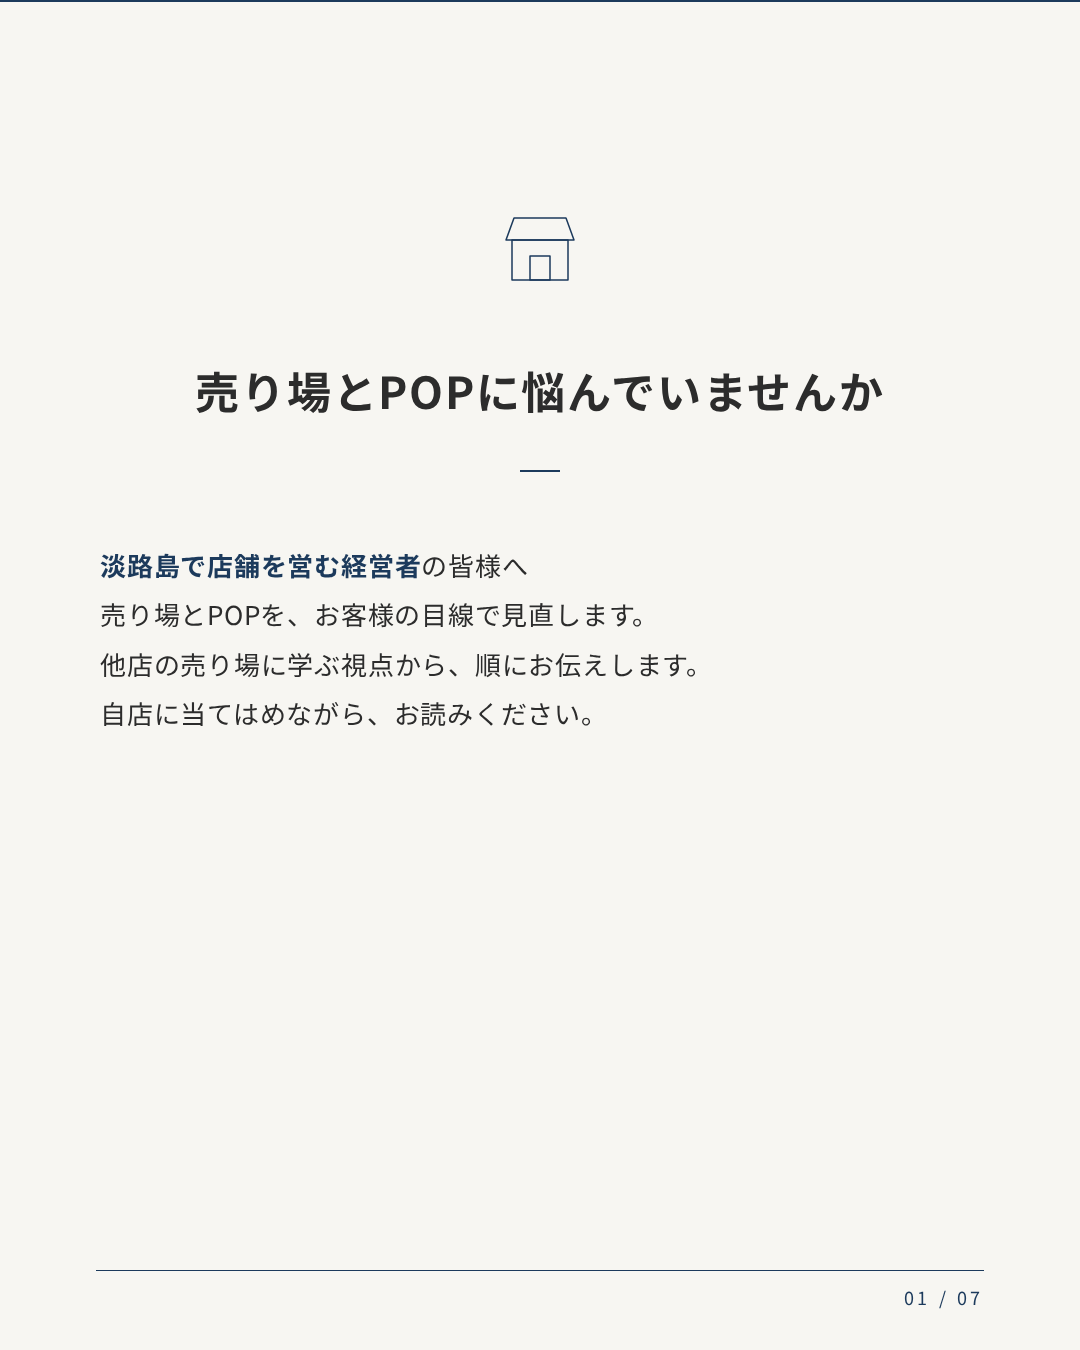 売り場とPOPに悩んでいませんか
淡路島で店舗を営む経営者の皆様へ
売り場とPOPを、お客様の目線で見直します。
他店の売り場に学ぶ視点から、順にお伝えします。
自店に当てはめながら、お読みください。
01 / 07